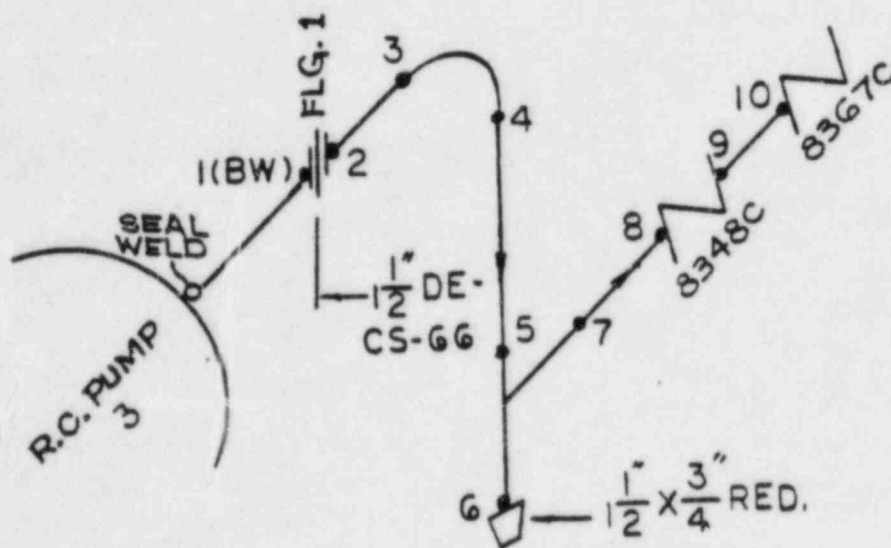 FLG. 1
3
4
1(BW)
2
SEAL
WELD
R.C. PUMP
3
1 1/2" DE-
CS-66
5
6
1 1/2" x 3/4" RED.
7
8
8348C
9
10
8367C